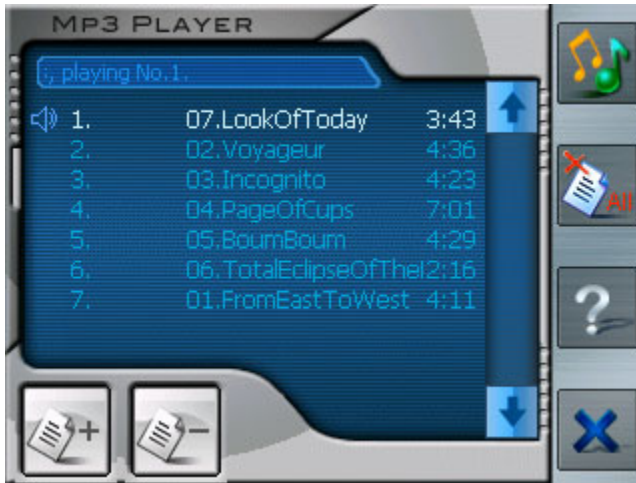 Mp3 Player
:, playing No.1.
1. 07.LookOfToday 3:43
2. 02.Voyageur 4:36
3. 03.Incognito 4:23
4. 04.PageOfCups 7:01
5. 05.BoumBoum 4:29
6. 06.TotalEclipseOfTheI 2:16
7. 01.FromEastToWest 4:11
All
?
+
−